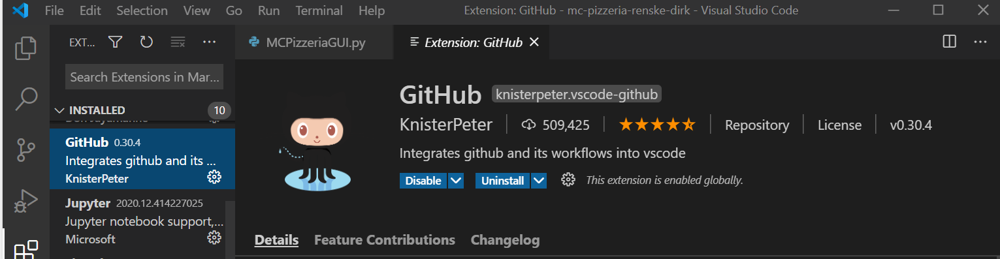 File Edit Selection View Go Run Terminal Help Extension: GitHub - mc-pizzeria-renske-dirk - Visual Studio Code
EXT...
MCPizzeriaGUI.py Extension: GitHub
Search Extensions in Mar...
INSTALLED 10
GitHub 0.30.4
Integrates github and its ...
KnisterPeter
Jupyter 2020.12.414227025
Jupyter notebook support,...
Microsoft
GitHub knisterpeter.vscode-github
KnisterPeter 509,425 Repository License v0.30.4
Integrates github and its workflows into vscode
Disable Uninstall This extension is enabled globally.
Details Feature Contributions Changelog